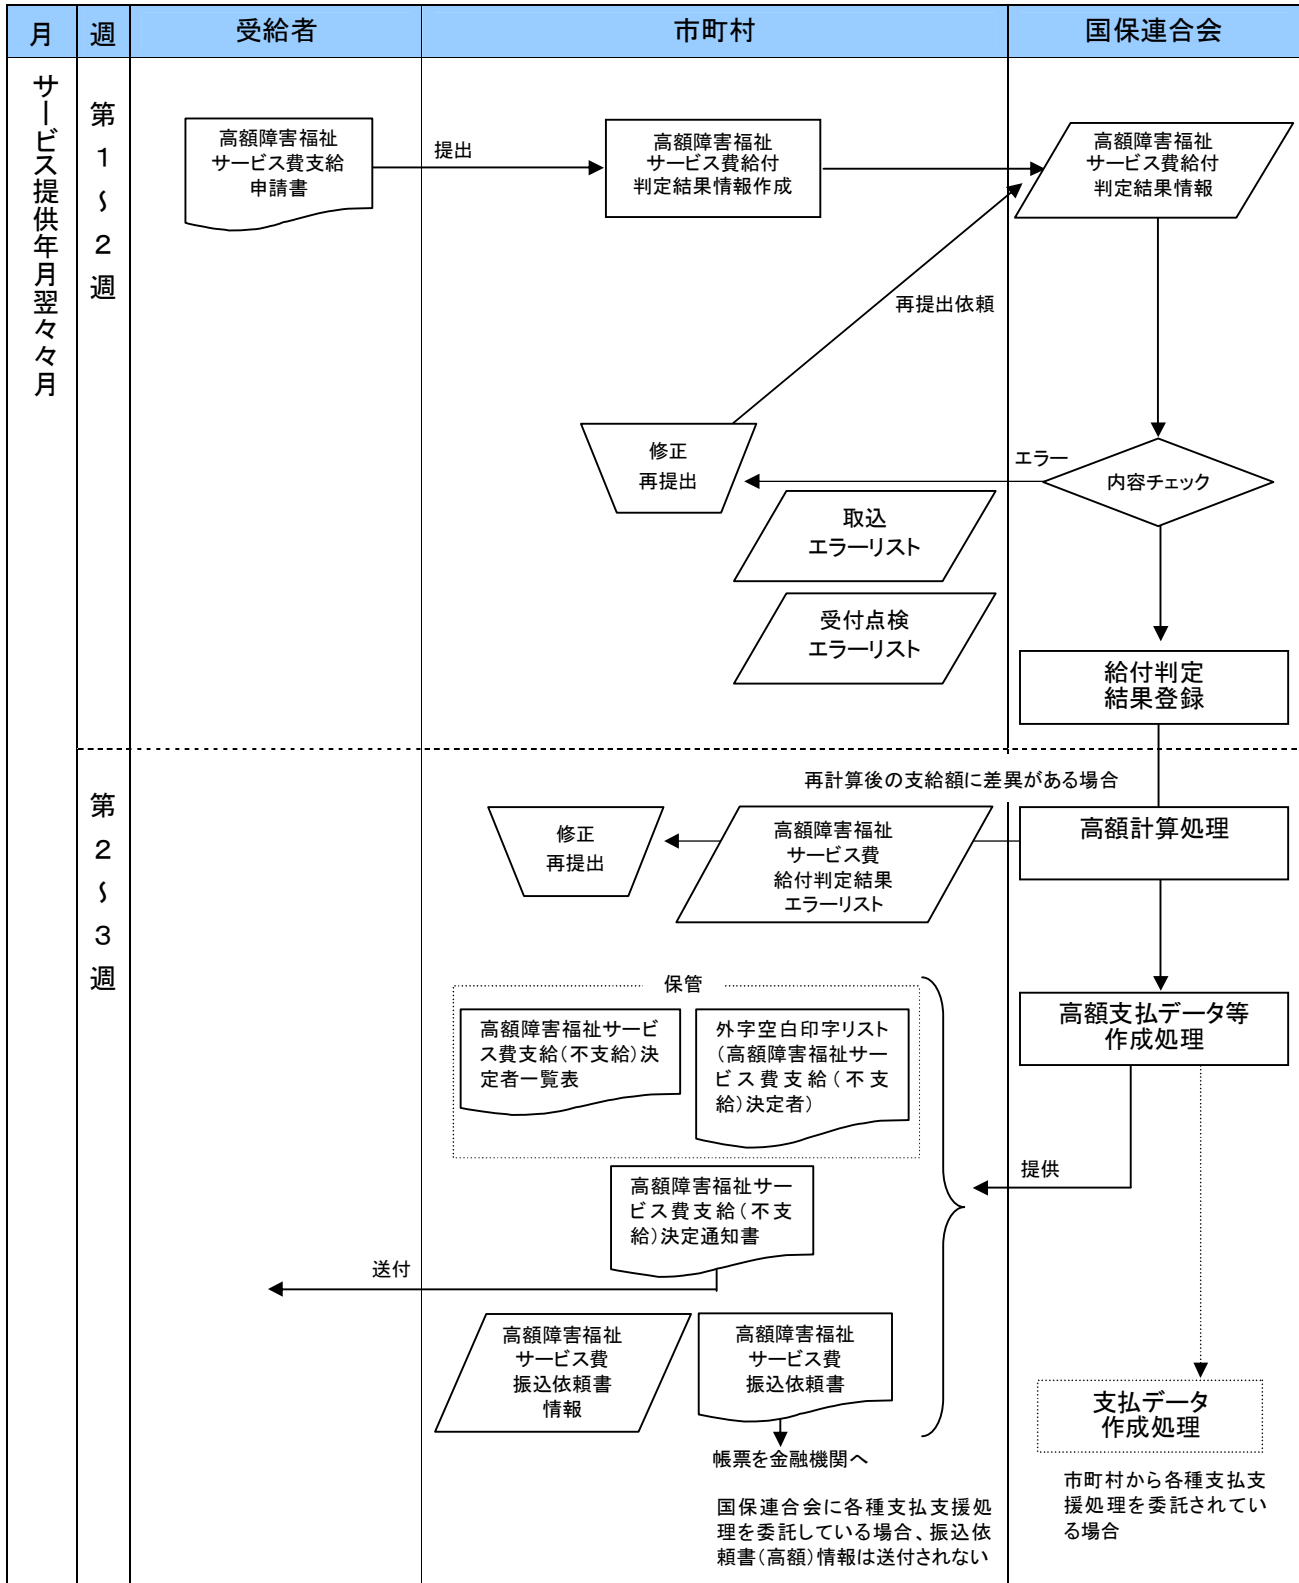 月
週
受給者
市町村
国保連合会
サービス提供年月翌々々月
第1～2週
高額障害福祉
サービス費支給
申請書
提出
高額障害福祉
サービス費給付
判定結果情報作成
高額障害福祉
サービス費給付
判定結果情報
再提出依頼
修正
再提出
エラー
内容チェック
取込
エラーリスト
受付点検
エラーリスト
給付判定
結果登録
第2～3週
再計算後の支給額に差異がある場合
修正
再提出
高額障害福祉
サービス費
給付判定結果
エラーリスト
高額計算処理
保管
高額障害福祉サービ
ス費支給(不支給)決
定者一覧表
外字空白印字リスト
(高額障害福祉サー
ビス費支給(不支
給)決定者)
高額支払データ等
作成処理
高額障害福祉サー
ビス費支給(不支
給)決定通知書
提供
送付
高額障害福祉
サービス費
振込依頼書
情報
高額障害福祉
サービス費
振込依頼書
支払データ
作成処理
帳票を金融機関へ
市町村から各種支払支
援処理を委託されてい
る場合
国保連合会に各種支払支援処
理を委託している場合、振込依
頼書(高額)情報は送付されない